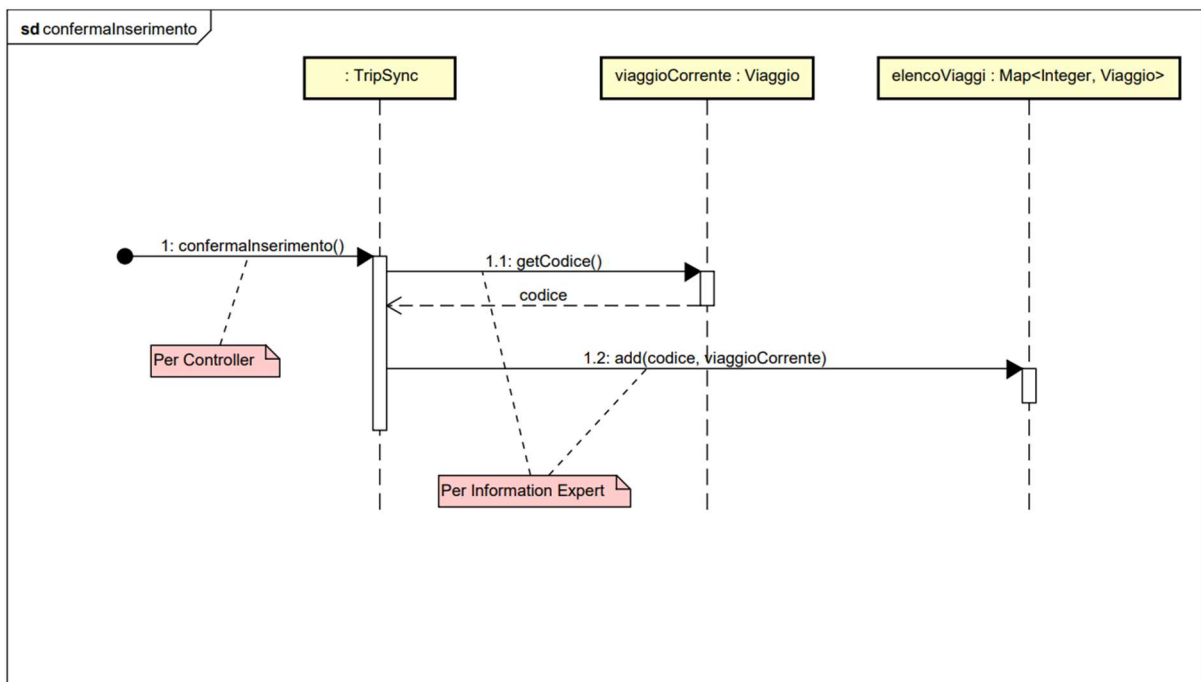 sd confermaInserimento
: TripSync
viaggioCorrente : Viaggio
elencoViaggi : Map<Integer, Viaggio>
1: confermaInserimento()
1.1: getCodice()
codice
Per Controller
1.2: add(codice, viaggioCorrente)
Per Information Expert